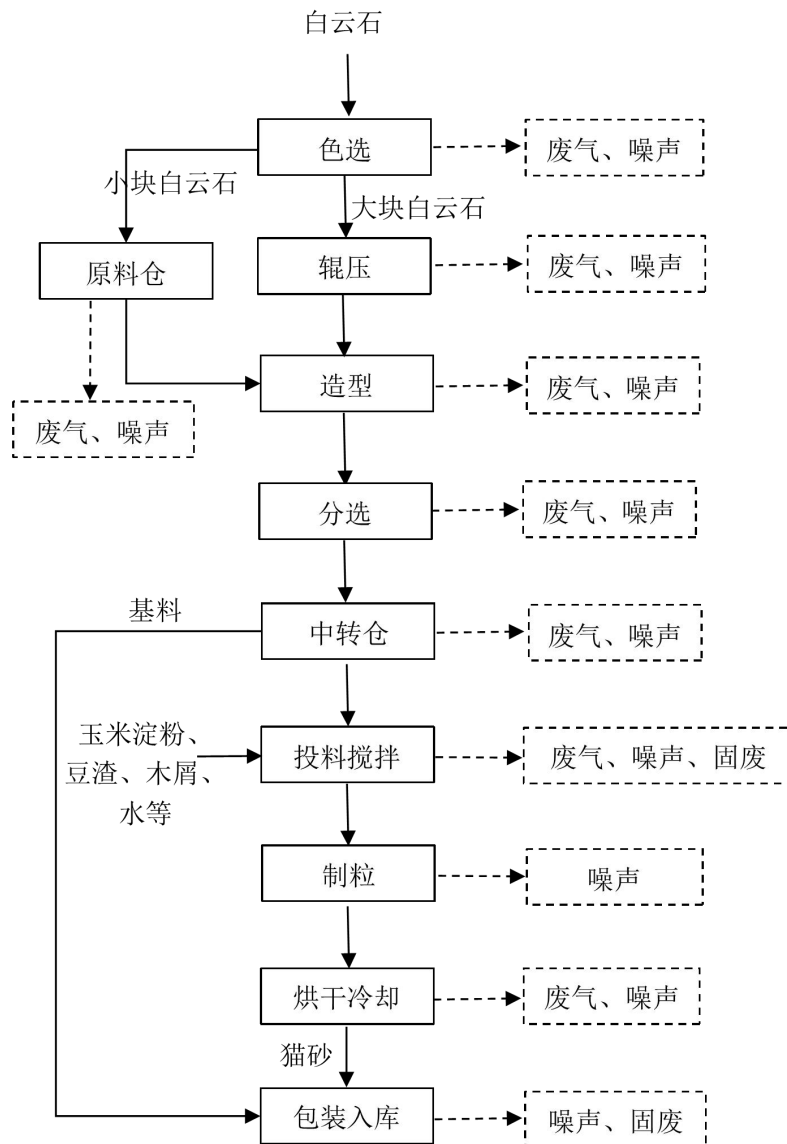 白云石
色选
废气、噪声
小块白云石
大块白云石
原料仓
辊压
废气、噪声
造型
废气、噪声
废气、噪声
分选
废气、噪声
基料
中转仓
废气、噪声
玉米淀粉、
豆渣、木屑、
水等
投料搅拌
废气、噪声、固废
制粒
噪声
烘干冷却
废气、噪声
猫砂
包装入库
噪声、固废